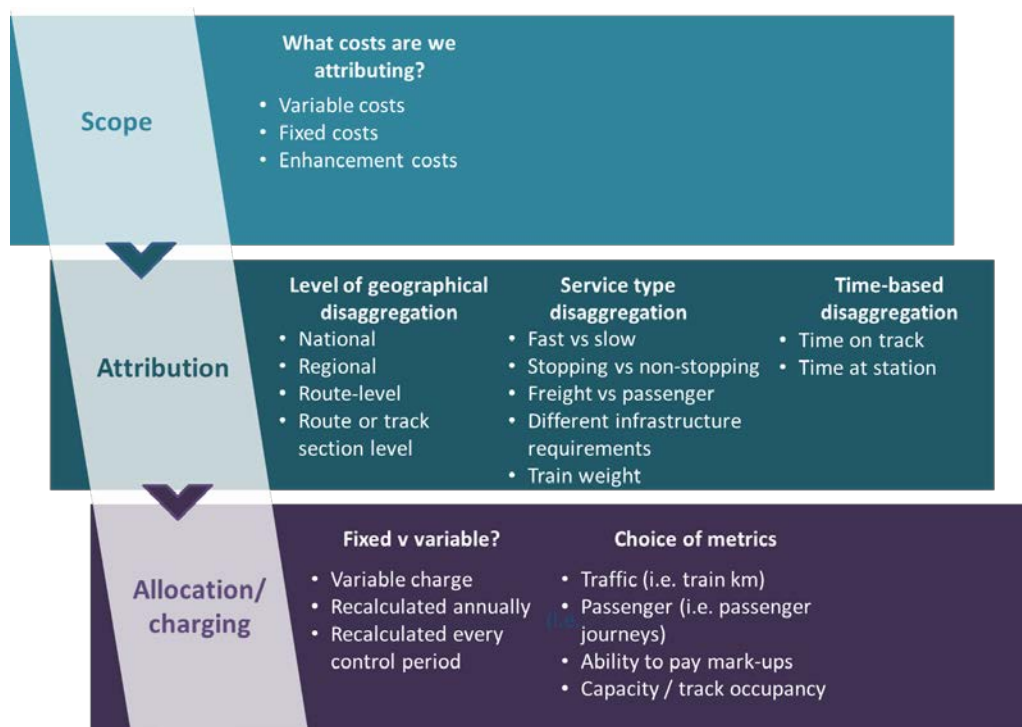 Scope
What costs are we
attributing?
• Variable costs
• Fixed costs
• Enhancement costs
Attribution
Level of geographical
disaggregation
• National
• Regional
• Route-level
• Route or track
section level
Service type
disaggregation
• Fast vs slow
• Stopping vs non-stopping
• Freight vs passenger
• Different infrastructure
requirements
• Train weight
Time-based
disaggregation
• Time on track
• Time at station
Allocation/
charging
Fixed v variable?
• Variable charge
• Recalculated annually
• Recalculated every
control period
(i.e.
Choice of metrics
• Traffic (i.e. train km)
• Passenger (i.e. passenger
journeys)
• Ability to pay mark-ups
• Capacity / track occupancy